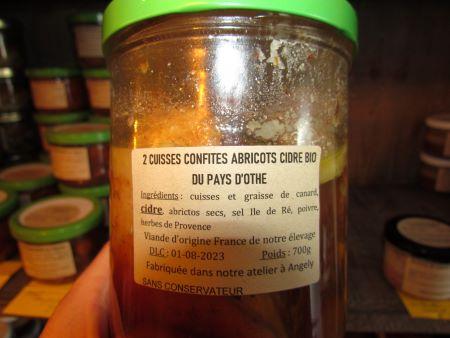 2 CUISSES CONFITES ABRICOTS CIDRE BIO
DU PAYS D'OTHE
Ingrédients : cuisses et graisse de canard,
cidre, abrictos secs, sel Ile de Ré, poivre,
herbes de Provence
Viande d'origine France de notre élevage
DLC : 01-08-2023 Poids : 700g
Fabriquée dans notre atelier à Angely
SANS CONSERVATEUR